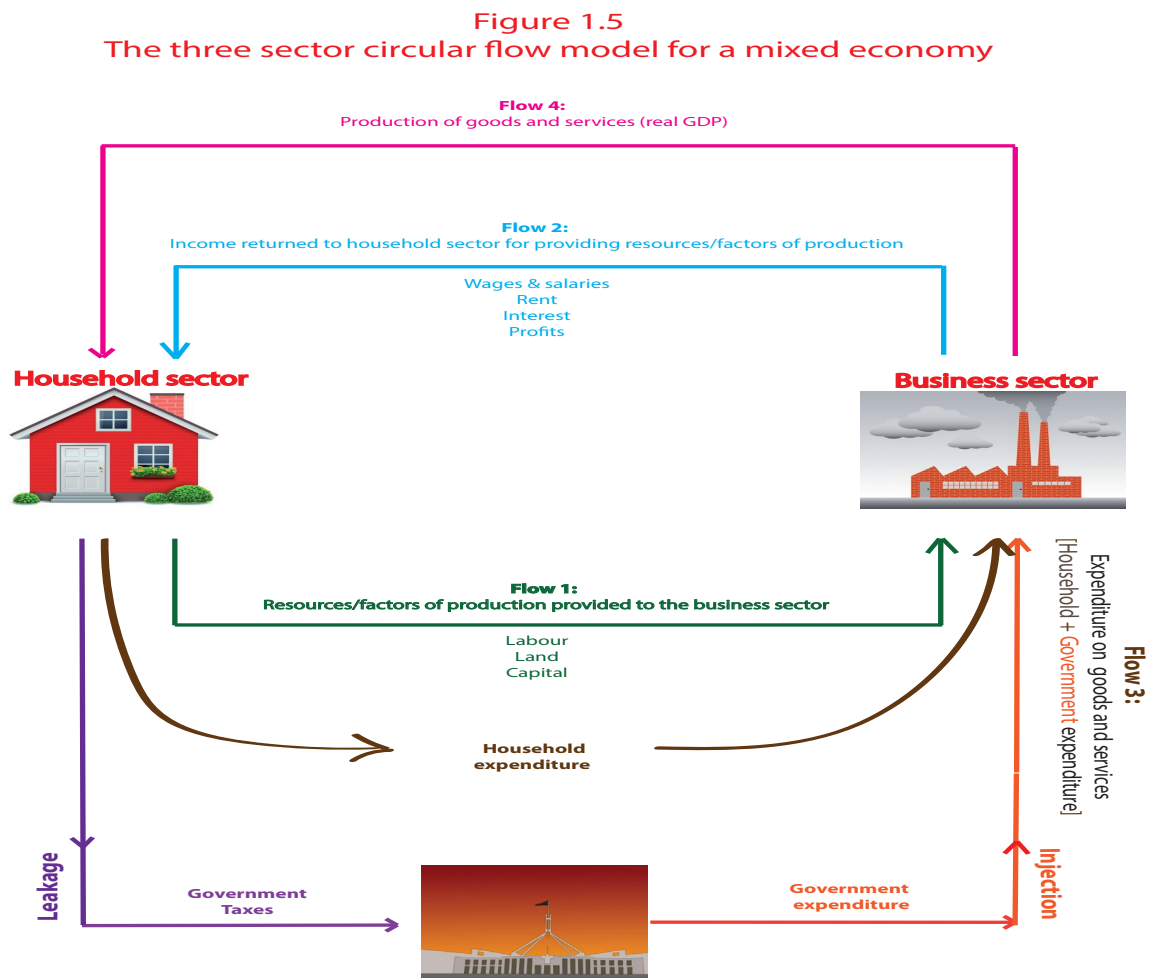 Figure 1.5
The three sector circular flow model for a mixed economy
Flow 4:
Production of goods and services (real GDP)
Flow 2:
Income returned to household sector for providing resources/factors of production
Wages & salaries
Rent
Interest
Profits
Household sector
Business sector
Flow 1:
Resources/factors of production provided to the business sector
Labour
Land
Capital
Flow 3:
Expenditure on goods and services
[Household + Government expenditure]
Household
expenditure
Leakage
Government
Taxes
Government
expenditure
Injection